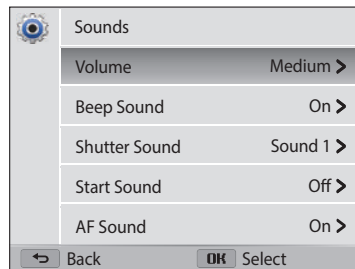 Sounds
Volume Medium >
Beep Sound On >
Shutter Sound Sound 1 >
Start Sound Off >
AF Sound On >
Back OK Select